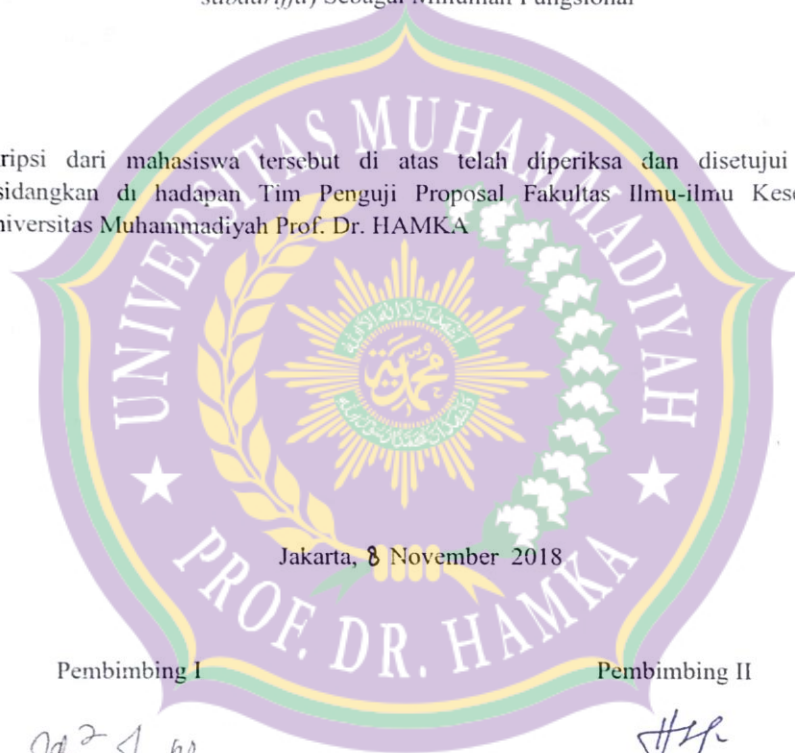 sabdariffa) Sebagai Minuman Fungsional
ripsi dari mahasiswa tersebut di atas telah diperiksa dan disetujui
sidangkan di hadapan Tim Penguji Proposal Fakultas Ilmu-ilmu Kese
niversitas Muhammadiyah Prof. Dr. HAMKA
UNIVERSITAS MUHAMMADIYAH
PROF. DR. HAMKA
Jakarta, 8 November 2018
Pembimbing I Pembimbing II